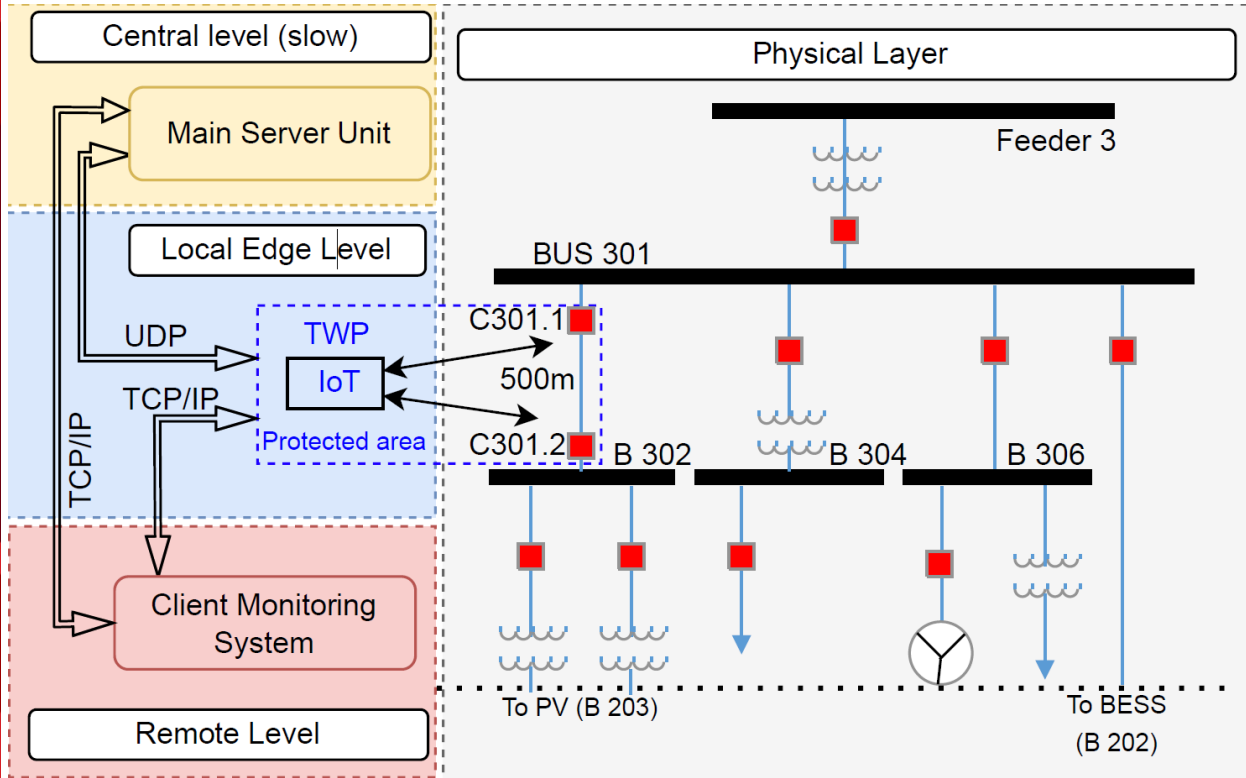 Central level (slow)
Physical Layer
Main Server Unit
Feeder 3
Local Edge Level
BUS 301
UDP
TWP
C301.1
IoT
500m
TCP/IP
Protected area
C301.2
B 302
B 304
B 306
TCP/IP
Client Monitoring
System
To PV (B 203)
To BESS
(B 202)
Remote Level